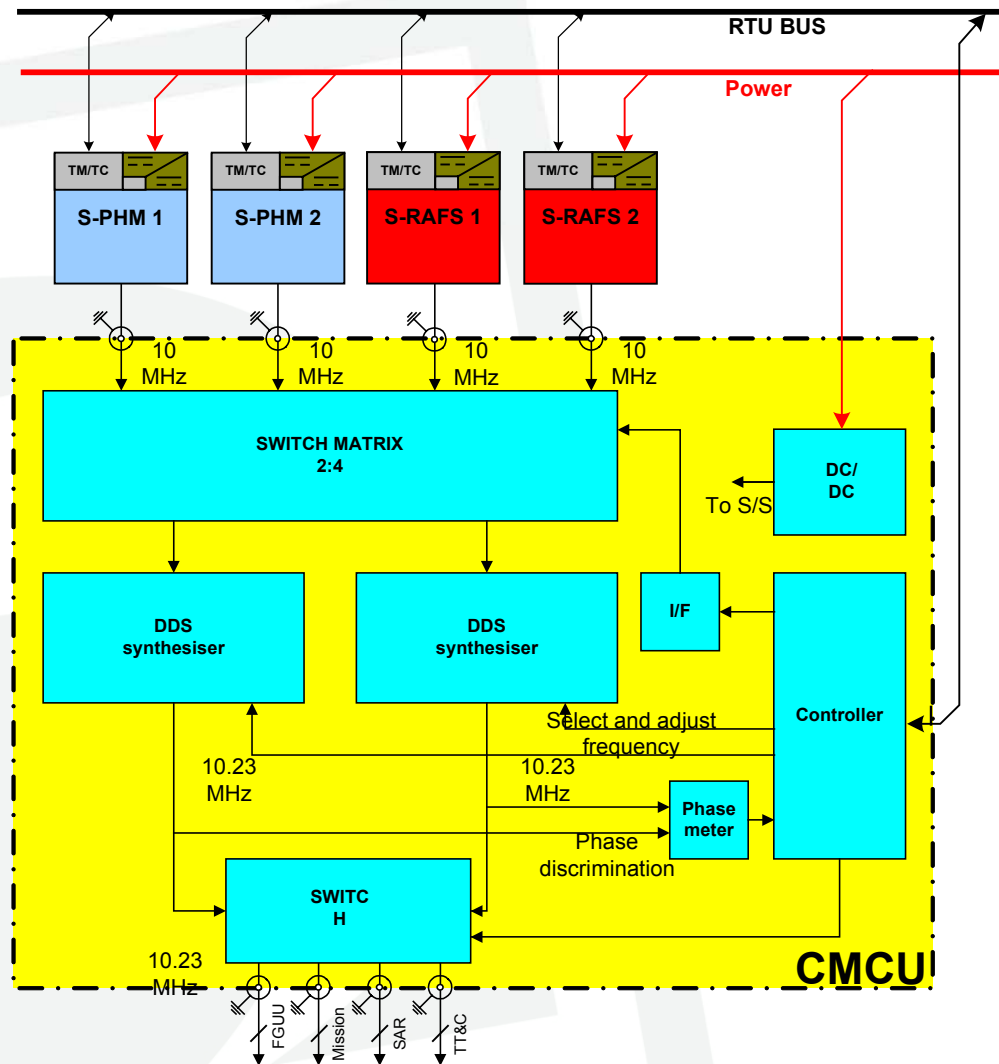 RTU BUS
Power
TM/TC
TM/TC
TM/TC
TM/TC
S-PHM 1
S-PHM 2
S-RAFS 1
S-RAFS 2
10
MHz
10
MHz
10
MHz
10
MHz
SWITCH MATRIX
2:4
DC/
DC
To S/S
DDS
synthesiser
DDS
synthesiser
I/F
Controller
Select and adjust
frequency
10.23
MHz
10.23
MHz
Phase
meter
Phase
discrimination
SWITC
H
10.23
MHz
CMCU
FGUU
Mission
SAR
TT&C